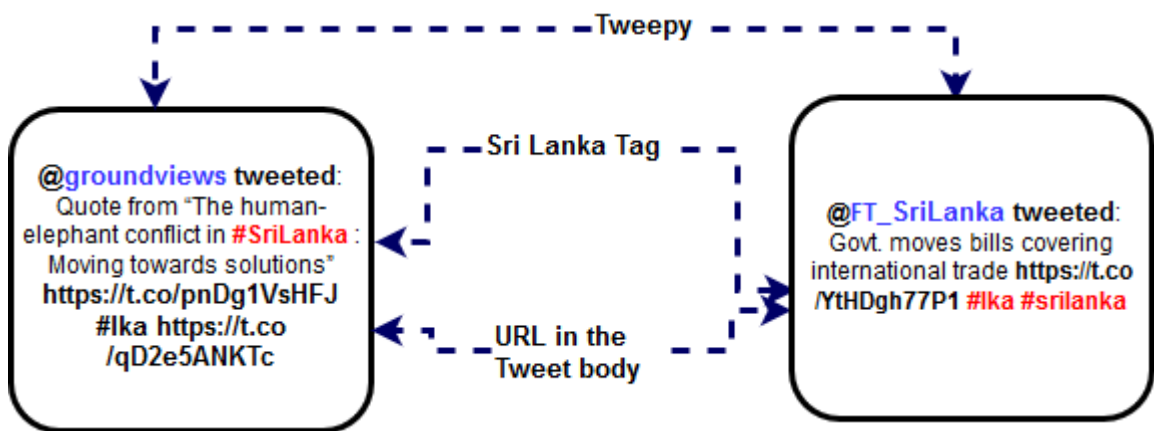 Tweepy
@groundviews tweeted:
Quote from “The human-
elephant conflict in #SriLanka :
Moving towards solutions”
https://t.co/pnDg1VsHFJ
#lka https://t.co
/qD2e5ANKTc
Sri Lanka Tag
URL in the
Tweet body
@FT_SriLanka tweeted:
Govt. moves bills covering
international trade https://t.co
/YtHDgh77P1 #lka #srilanka